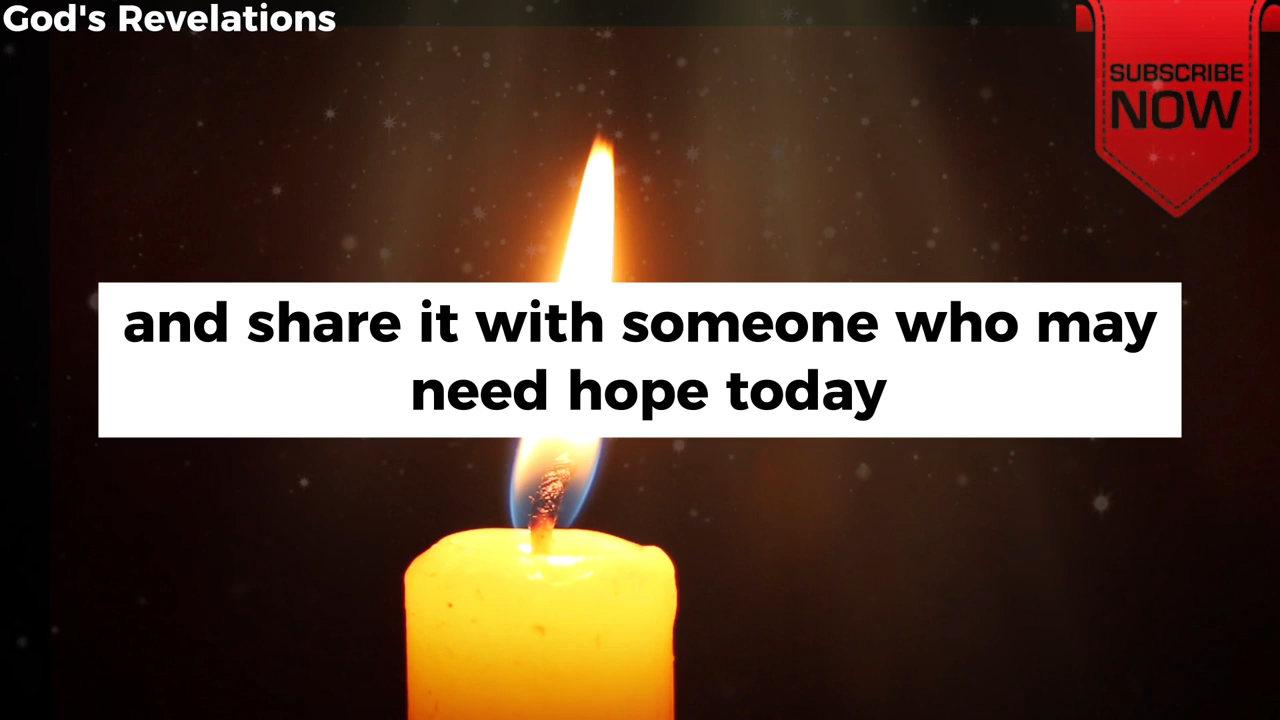 God's Revelations
SUBSCRIBE
NOW
and share it with someone who may
need hope today